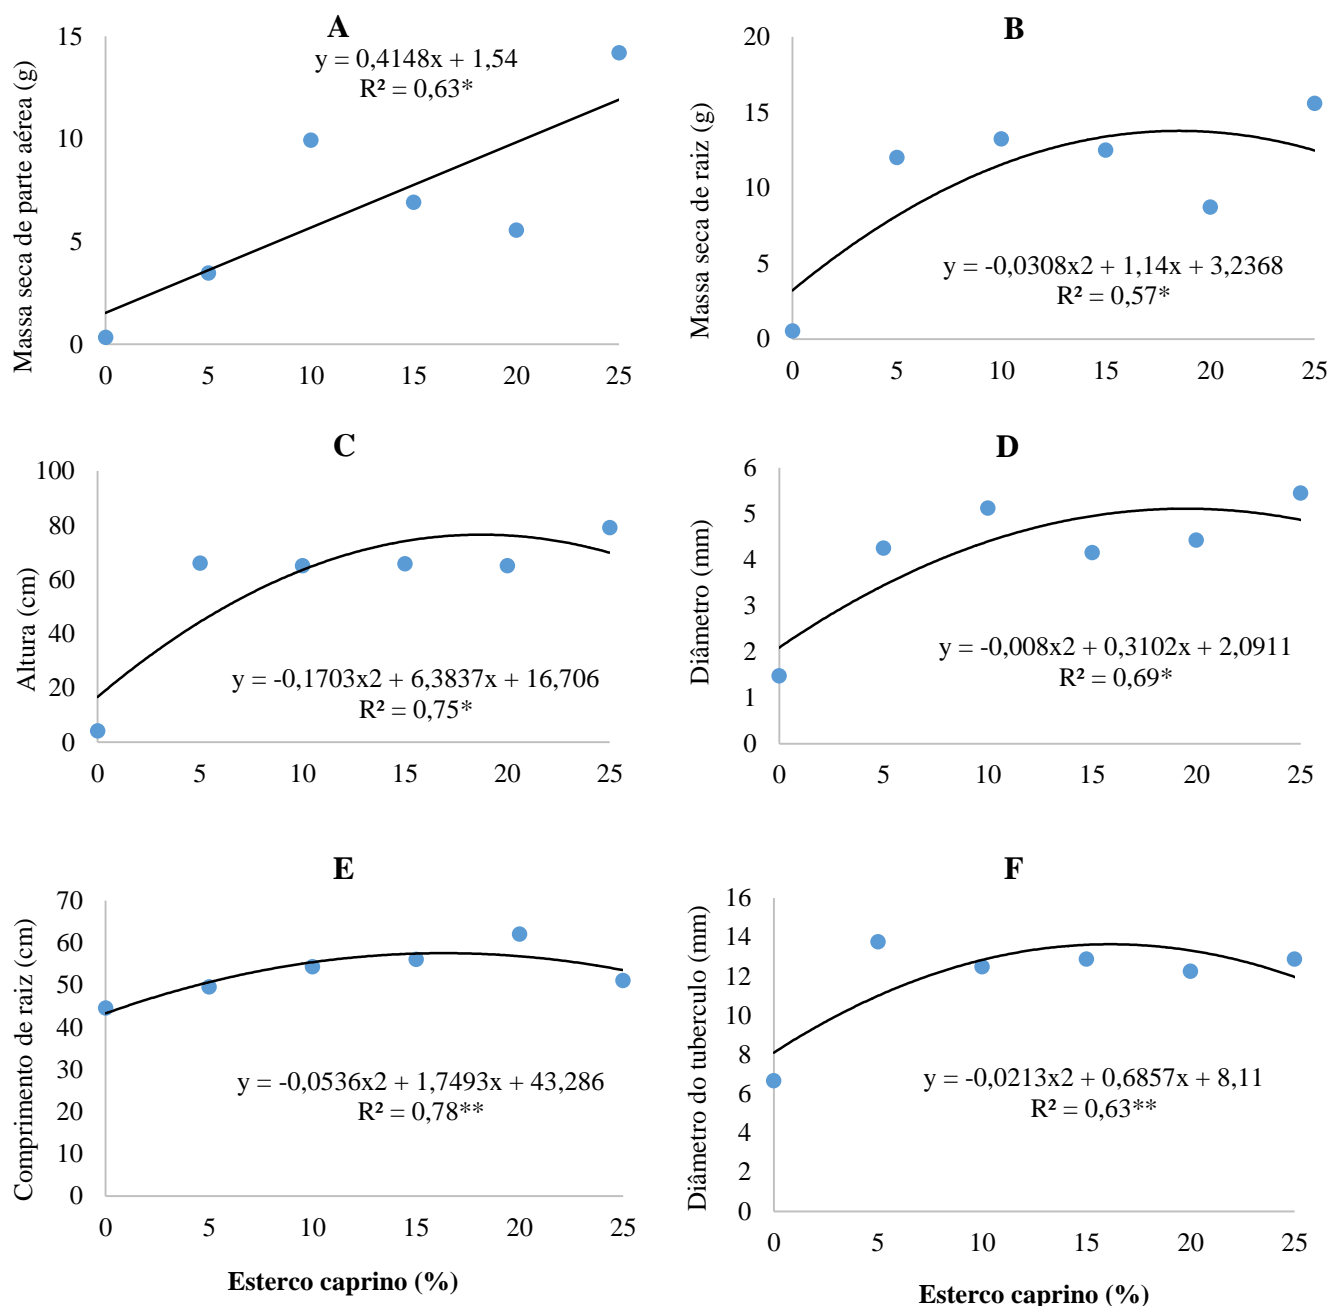 A
y = 0,4148x + 1,54
R² = 0,63*
Massa seca de parte aérea (g)
15
10
5
0
0 5 10 15 20 25
B
y = -0,0308x2 + 1,14x + 3,2368
R² = 0,57*
Massa seca de raiz (g)
20
15
10
5
0
0 5 10 15 20 25
C
y = -0,1703x2 + 6,3837x + 16,706
R² = 0,75*
Altura (cm)
100
80
60
40
20
0
0 5 10 15 20 25
D
y = -0,008x2 + 0,3102x + 2,0911
R² = 0,69*
Diâmetro (mm)
6
5
4
3
2
1
0
0 5 10 15 20 25
E
y = -0,0536x2 + 1,7493x + 43,286
R² = 0,78**
Comprimento de raiz (cm)
70
60
50
40
30
20
10
0
0 5 10 15 20 25
Esterco caprino (%)
F
y = -0,0213x2 + 0,6857x + 8,11
R² = 0,63**
Diâmetro do tuberculo (mm)
16
14
12
10
8
6
4
2
0
0 5 10 15 20 25
Esterco caprino (%)